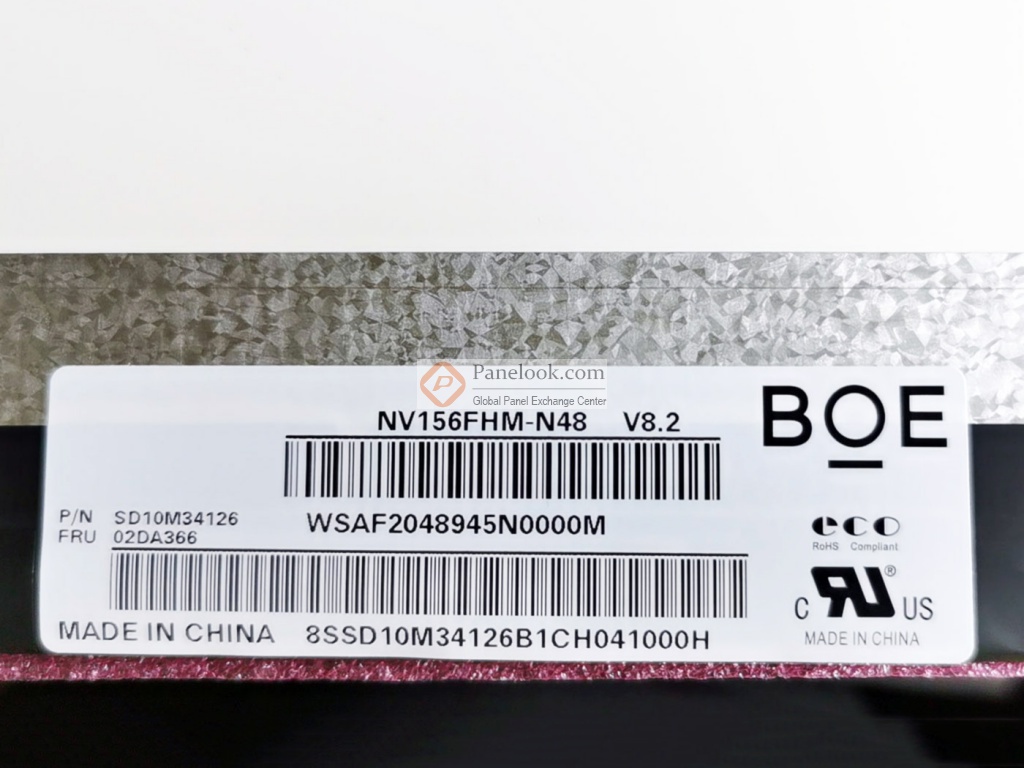 Panelook.com
Global Panel Exchange Center
NV156FHM-N48 V8.2
BOE
P/N SD10M34126
FRU 02DA366
WSAF2048945N0000M
eco
RoHS Compliant
C RU ® US
MADE IN CHINA 8SSD10M34126B1CH041000H
MADE IN CHINA